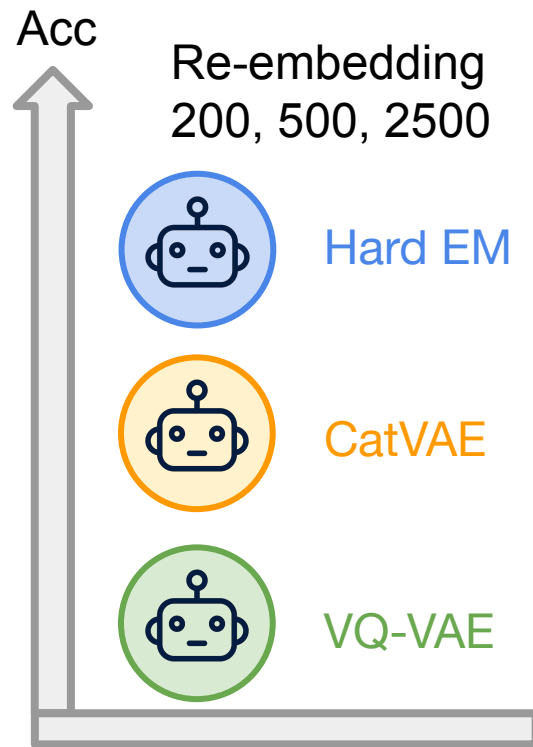 Acc
Re-embedding
200, 500, 2500
Hard EM
CatVAE
VQ-VAE